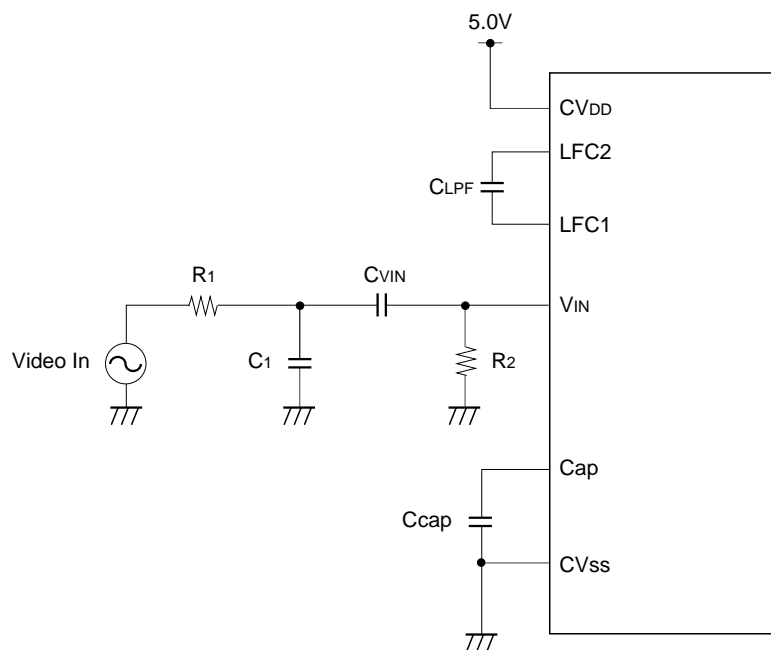 5.0V
CVDD
LFC2
CLPF
LFC1
R1
CVIN
VIN
Video In
C1
R2
Cap
Ccap
CVss